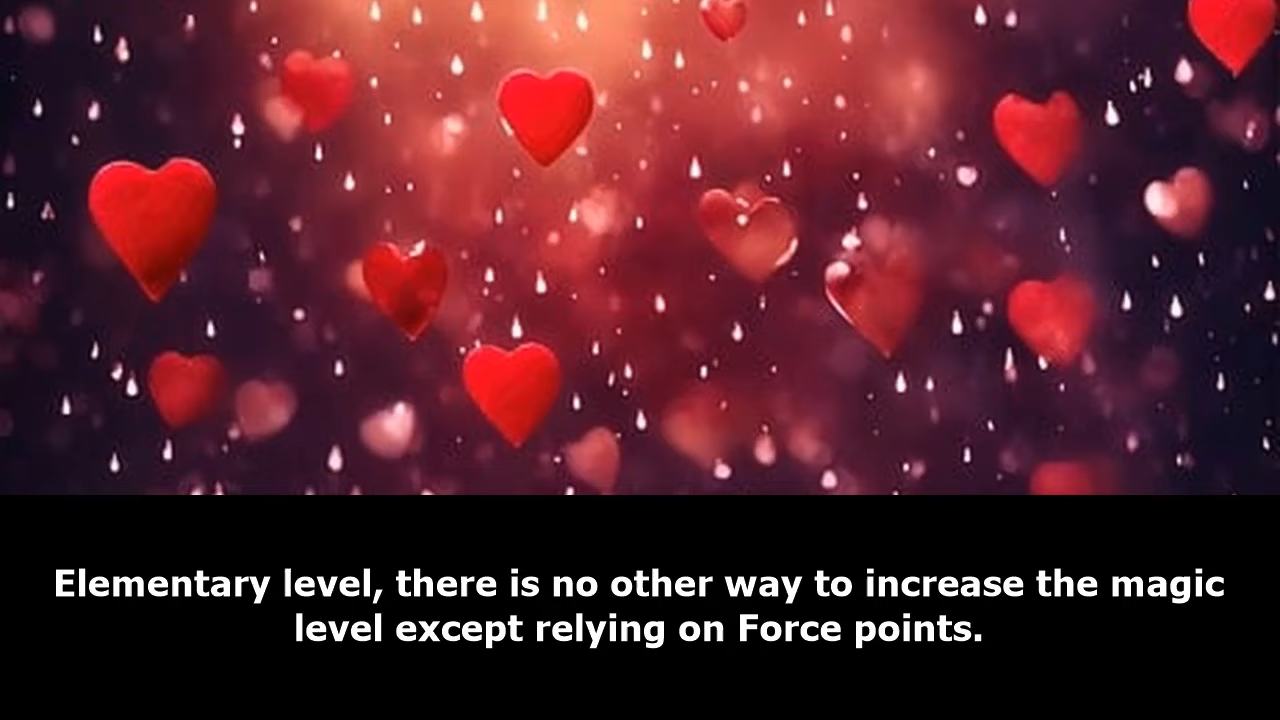 Elementary level, there is no other way to increase the magic
level except relying on Force points.